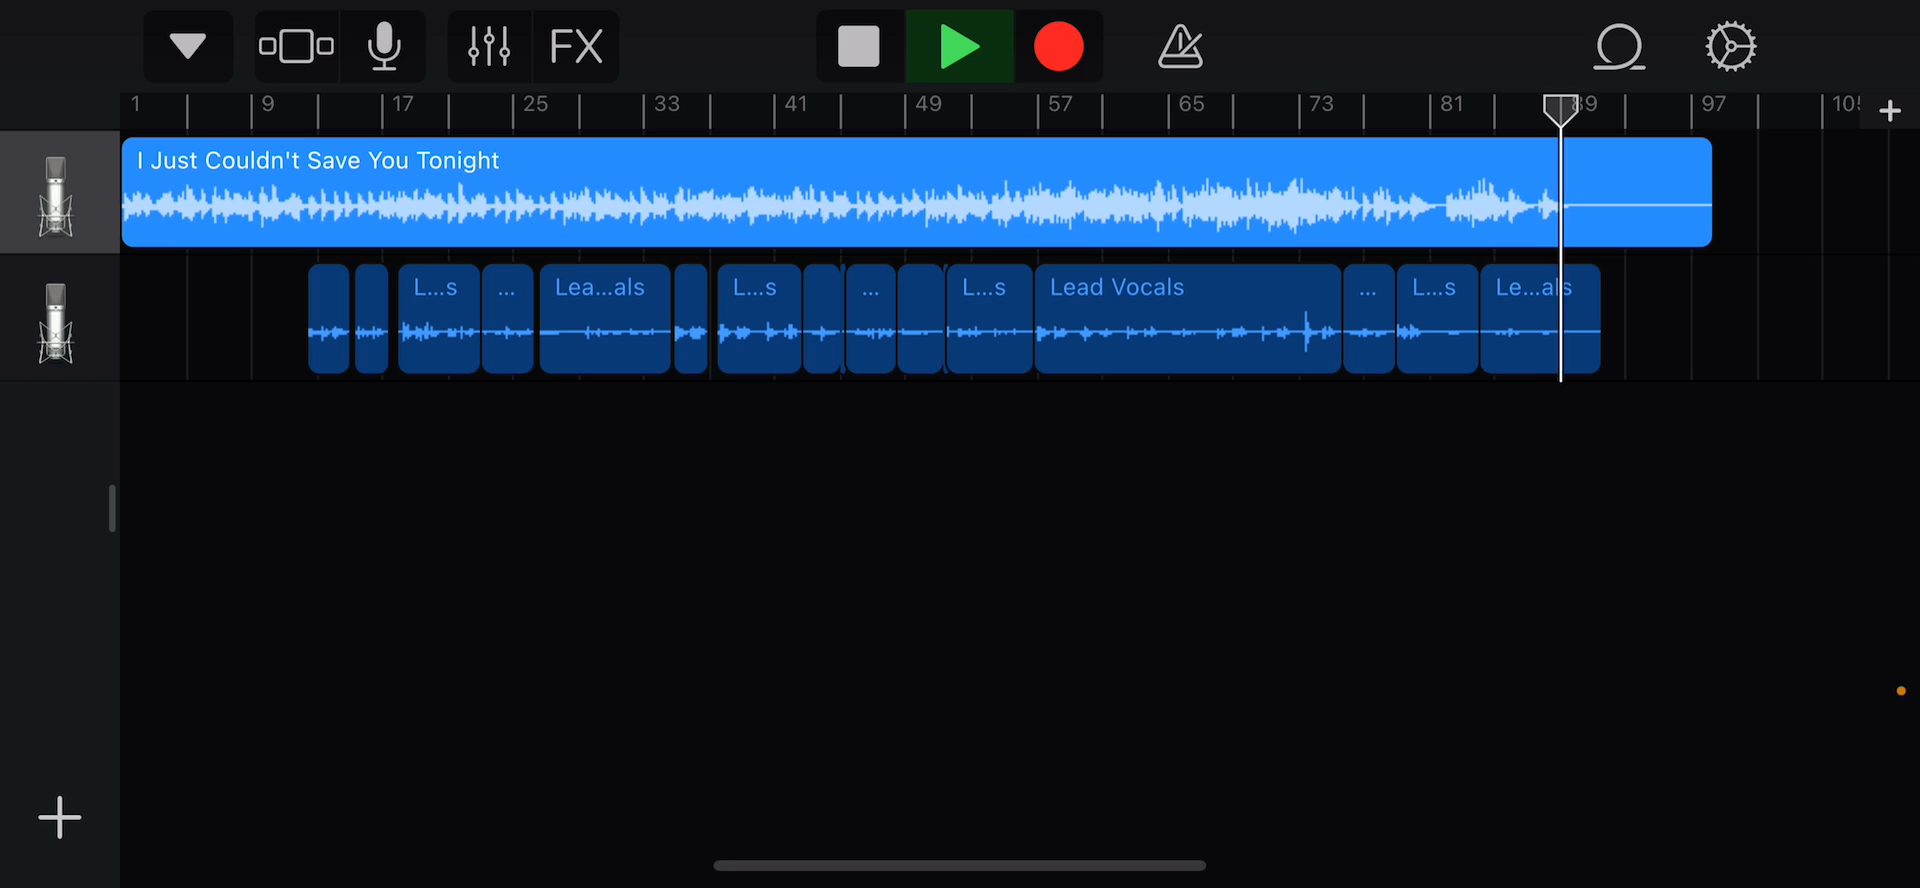 FX
1 9 17 25 33 41 49 57 65 73 81 89 97
I Just Couldn't Save You Tonight
L...s ... Lea...als L...s ... L...s Lead Vocals ... L...s Le...als